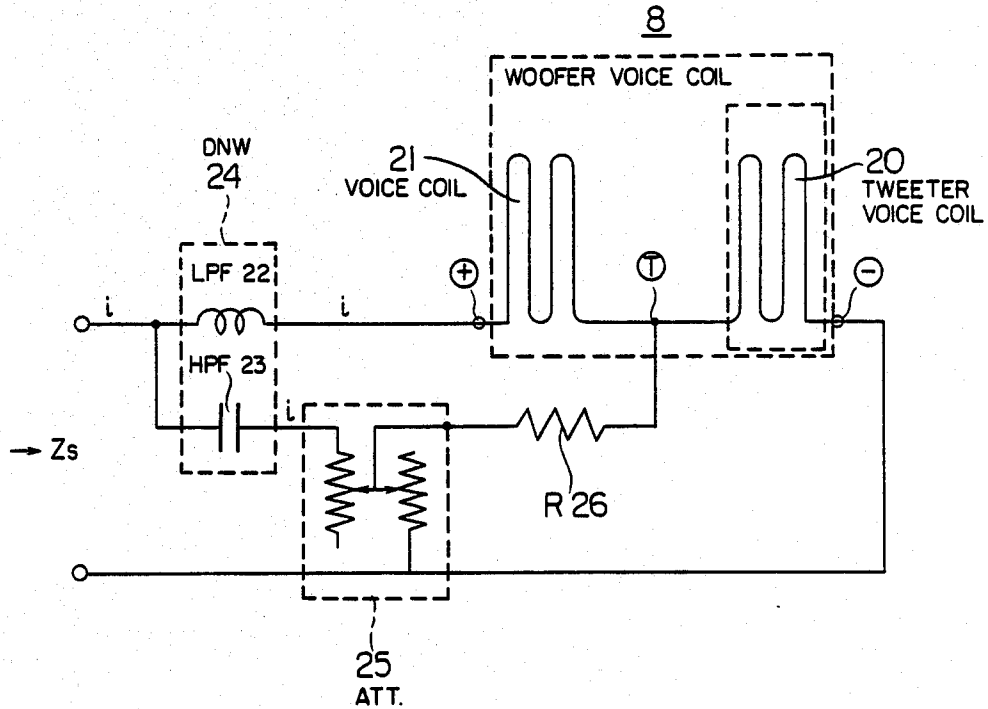 8
WOOFER VOICE COIL
DNW
24
21
VOICE COIL
20
TWEETER
VOICE COIL
LPF 22
+
T
−
i
i
HPF 23
i
→ Zs
R 26
25
ATT.